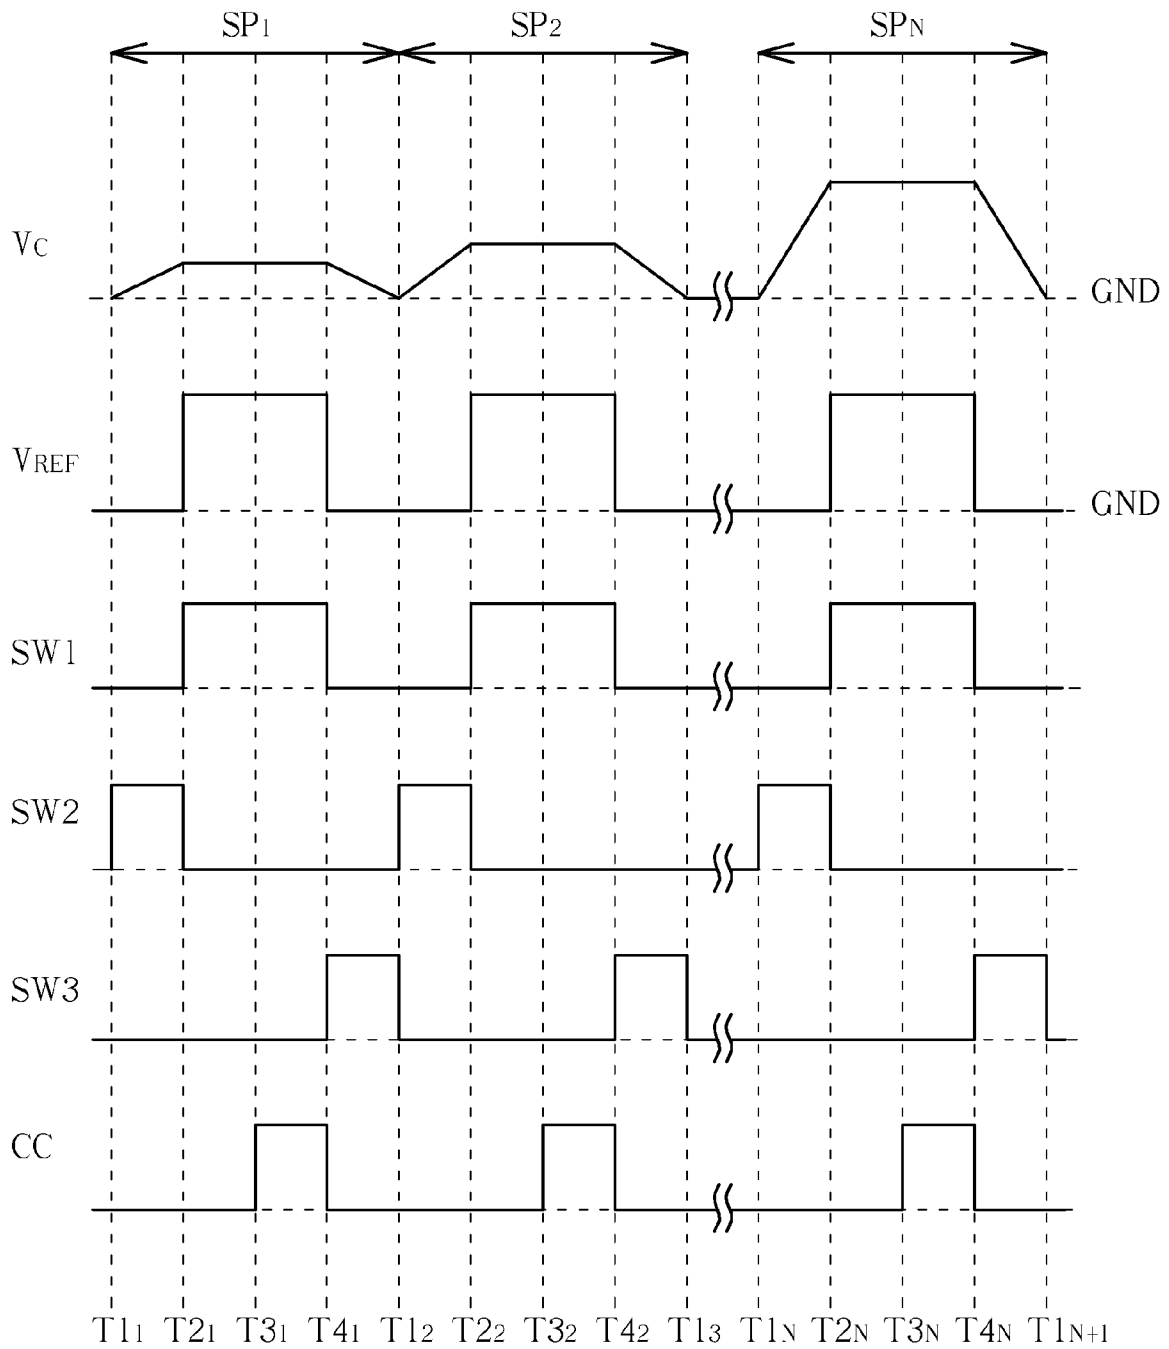 SP1 SP2 SPN
VC
GND
VREF
GND
SW1
SW2
SW3
CC
T11 T21 T31 T41 T12 T22 T32 T42 T13 T1N T2N T3N T4N T1N+1